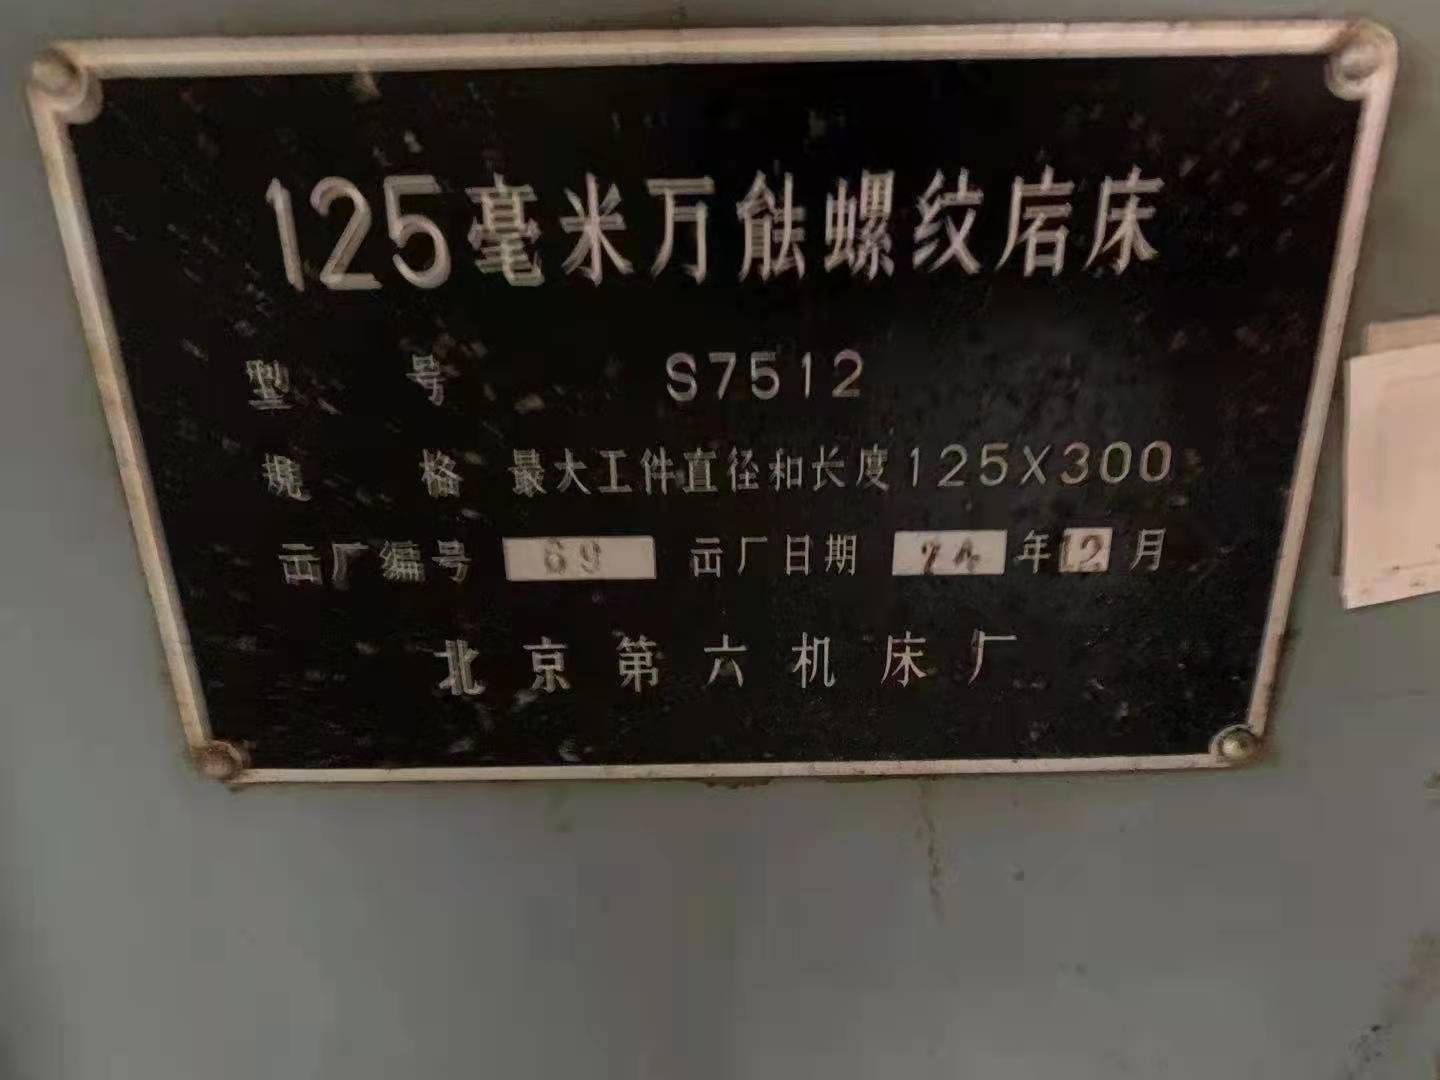 125毫米万能螺纹㡯床
型 号 S7512
规 格 最大工件直径和长度125X300
出厂编号 69 出厂日期 74年12月
北京第六机床厂